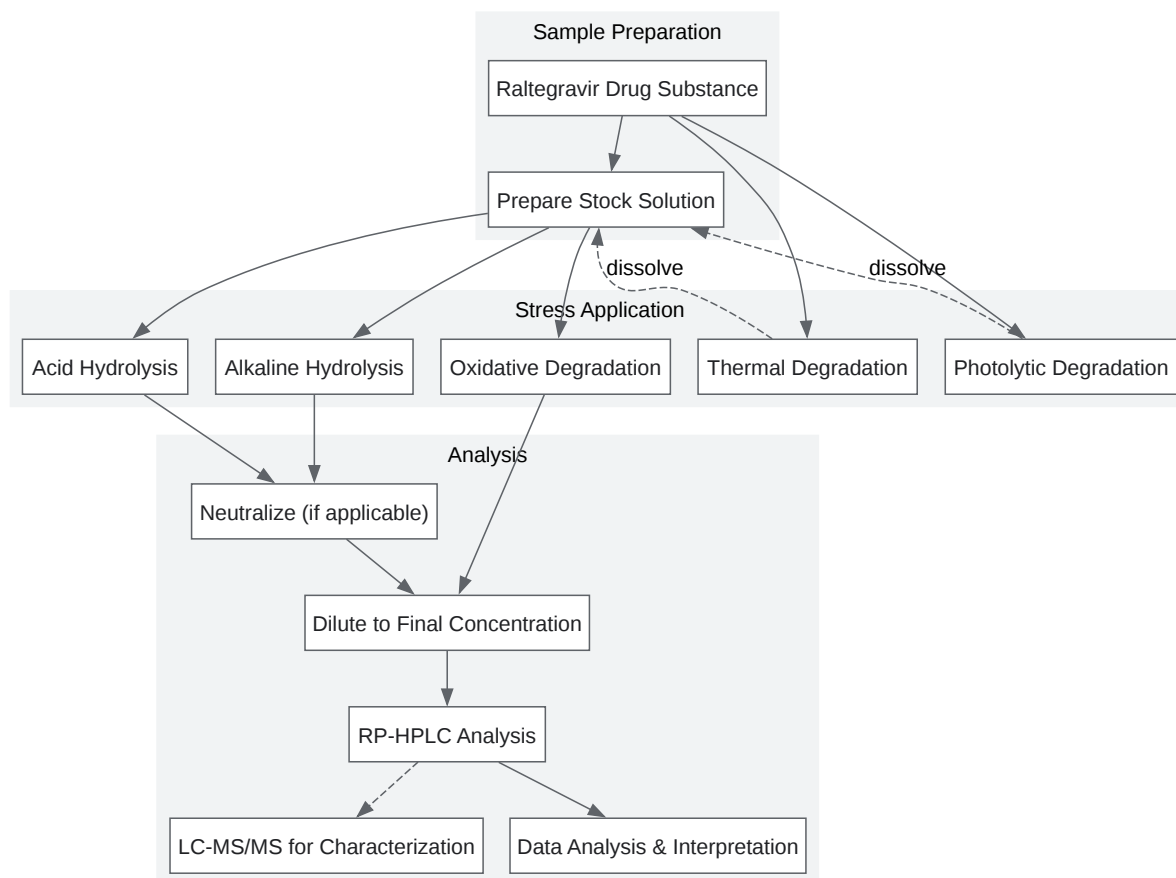 Sample Preparation
Raltegravir Drug Substance
Prepare Stock Solution
dissolve
dissolve
Stress Application
Acid Hydrolysis
Alkaline Hydrolysis
Oxidative Degradation
Thermal Degradation
Photolytic Degradation
Analysis
Neutralize (if applicable)
Dilute to Final Concentration
RP-HPLC Analysis
LC-MS/MS for Characterization
Data Analysis & Interpretation